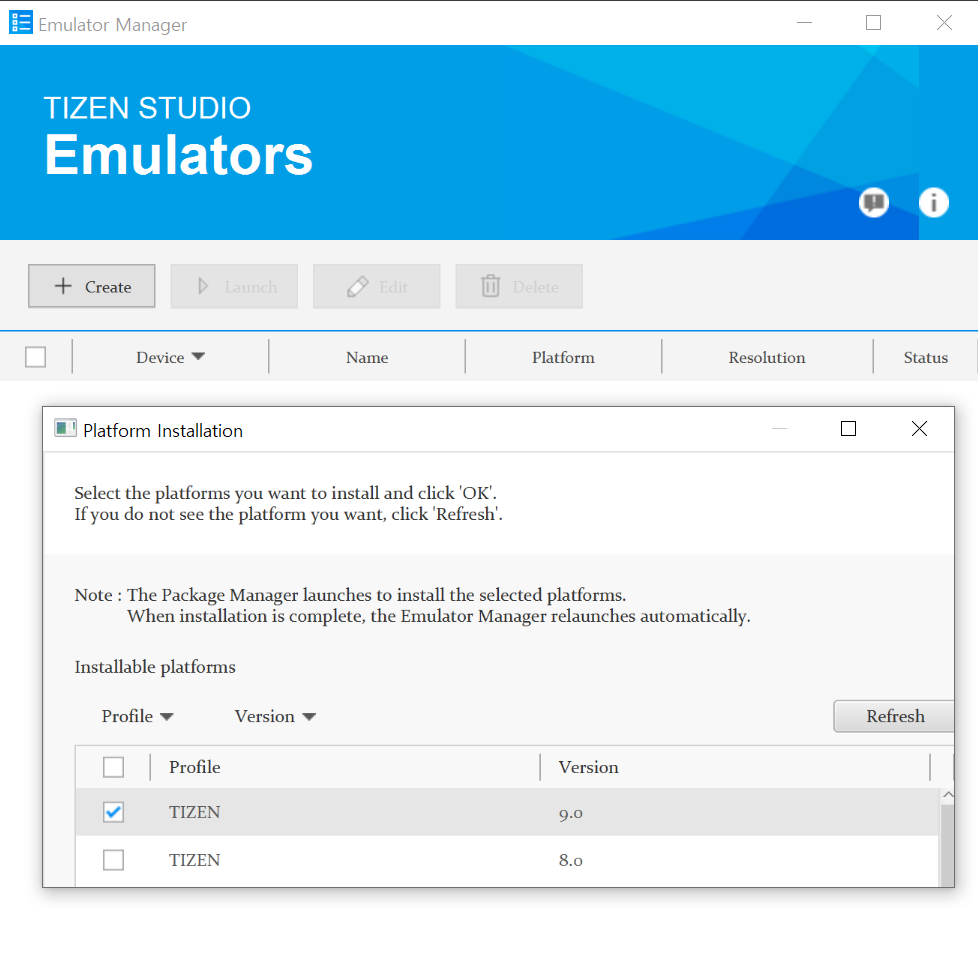 Emulator Manager
TIZEN STUDIO
Emulators
Create
Launch
Edit
Delete
Device
Name
Platform
Resolution
Status
Platform Installation
Select the platforms you want to install and click 'OK'.
If you do not see the platform you want, click 'Refresh'.
Note : The Package Manager launches to install the selected platforms.
When installation is complete, the Emulator Manager relaunches automatically.
Installable platforms
Profile
Version
Refresh
Profile
Version
TIZEN
9.0
TIZEN
8.0